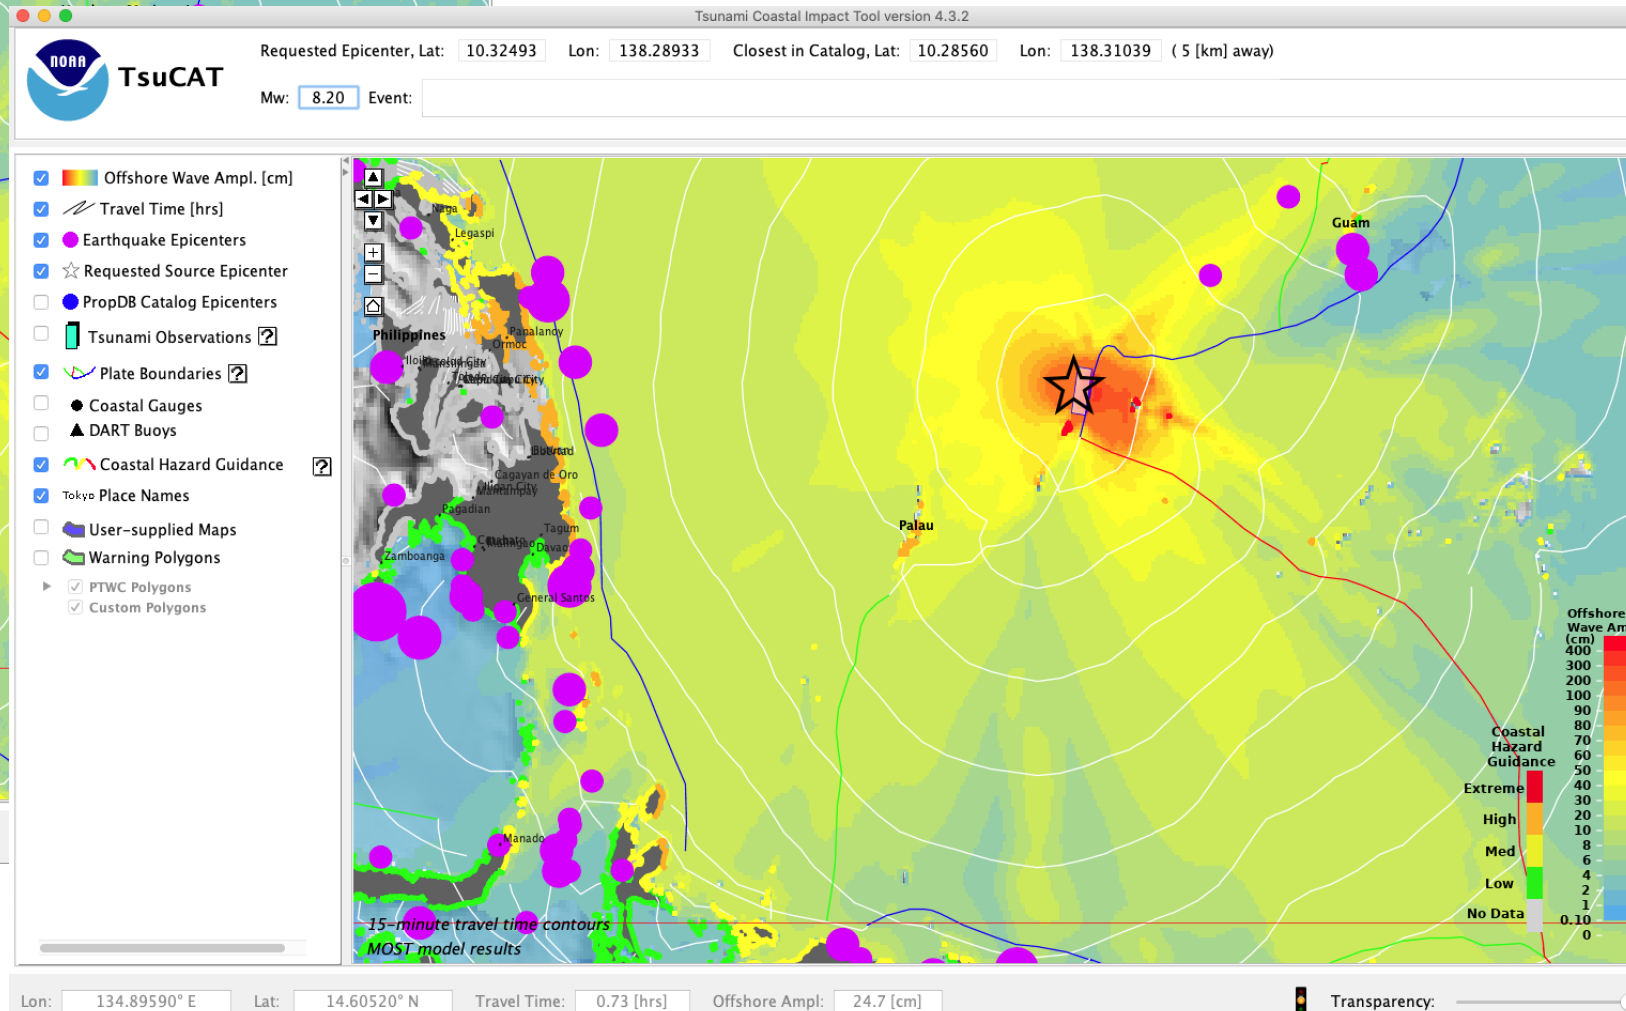 Tsunami Coastal Impact Tool version 4.3.2
NOAA
TsuCAT
Requested Epicenter, Lat: 10.32493 Lon: 138.28933 Closest in Catalog, Lat: 10.28560 Lon: 138.31039 ( 5 [km] away)
Mw: 8.20 Event:
Offshore Wave Ampl. [cm]
Travel Time [hrs]
Earthquake Epicenters
Requested Source Epicenter
PropDB Catalog Epicenters
Tsunami Observations ?
Plate Boundaries ?
Coastal Gauges
DART Buoys
Coastal Hazard Guidance ?
Tokyo Place Names
User-supplied Maps
Warning Polygons
PTWC Polygons
Custom Polygons
Naga
Legaspi
Guam
Philippines
Ormoc
Cagayan de Oro
Pagadian
Tagum
Palau
Davao
Zamboanga
General Santos
Manado
Offshore
Wave Am
(cm)
400
300
200
100
90
80
70
60
50
40
30
20
10
8
6
4
2
1
0.10
0
Coastal
Hazard
Guidance
Extreme
High
Med
Low
No Data
15-minute travel time contours
MOST model results
Lon: 134.89590° E Lat: 14.60520° N Travel Time: 0.73 [hrs] Offshore Ampl: 24.7 [cm] Transparency: